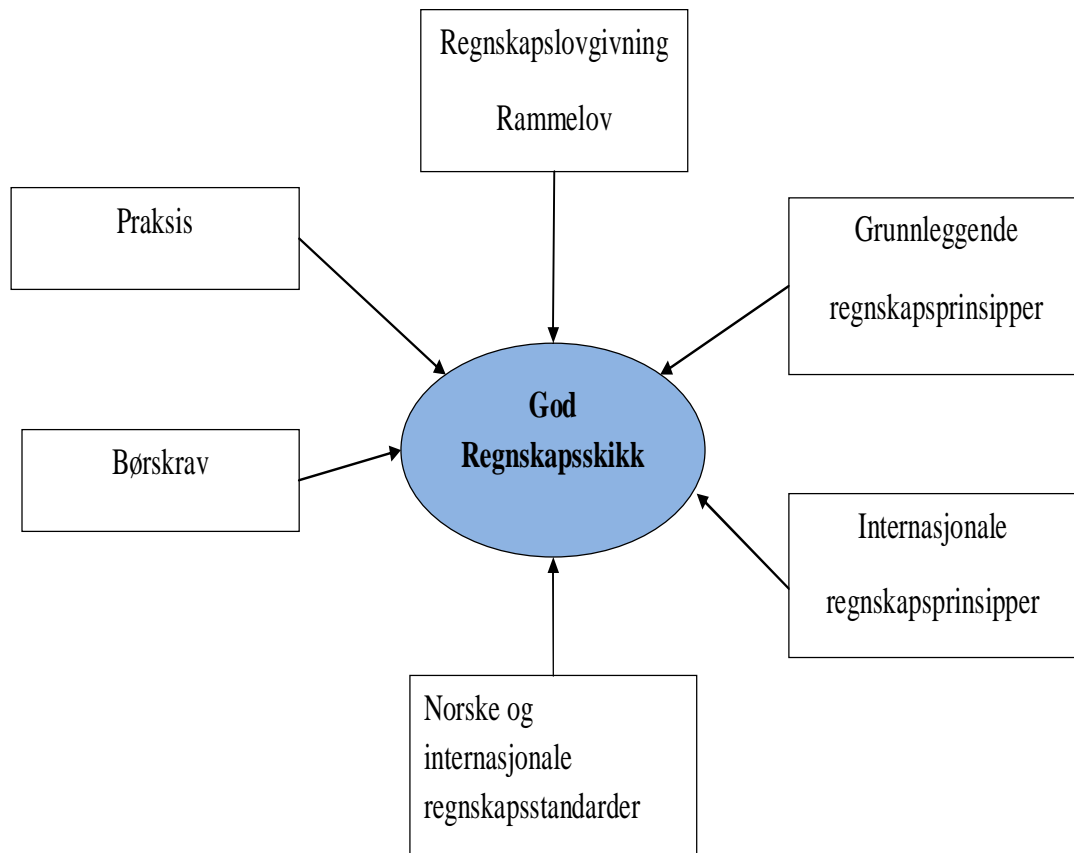 Regnskapslovgivning
Rammelov
Praksis
Grunnleggende
regnskapsprinsipper
God
Regnskapsskikk
Børskrav
Internasjonale
regnskapsprinsipper
Norske og
internasjonale
regnskapsstandarder